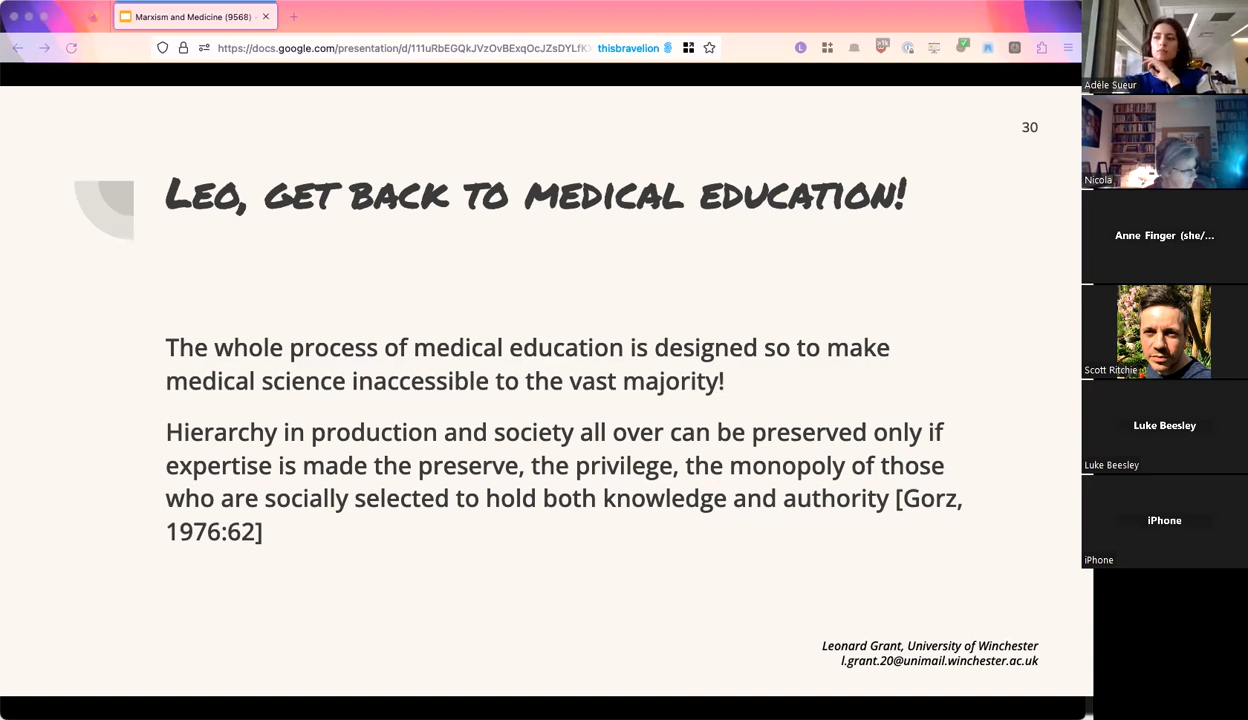 Marxism and Medicine (9568)
https://docs.google.com/presentation/d/111uRbEGQkJVzOvBExqOcJZsDYLfK
thisbravelion
30
LEO, GET BACK TO MEDICAL EDUCATION!
The whole process of medical education is designed so to make
medical science inaccessible to the vast majority!
Hierarchy in production and society all over can be preserved only if
expertise is made the preserve, the privilege, the monopoly of those
who are socially selected to hold both knowledge and authority [Gorz,
1976:62]
Leonard Grant, University of Winchester
l.grant.20@unimail.winchester.ac.uk
Adèle Sueur
Nicola
Anne Finger (she/...
Scott Ritchie
Luke Beesley
Luke Beesley
iPhone
iPhone